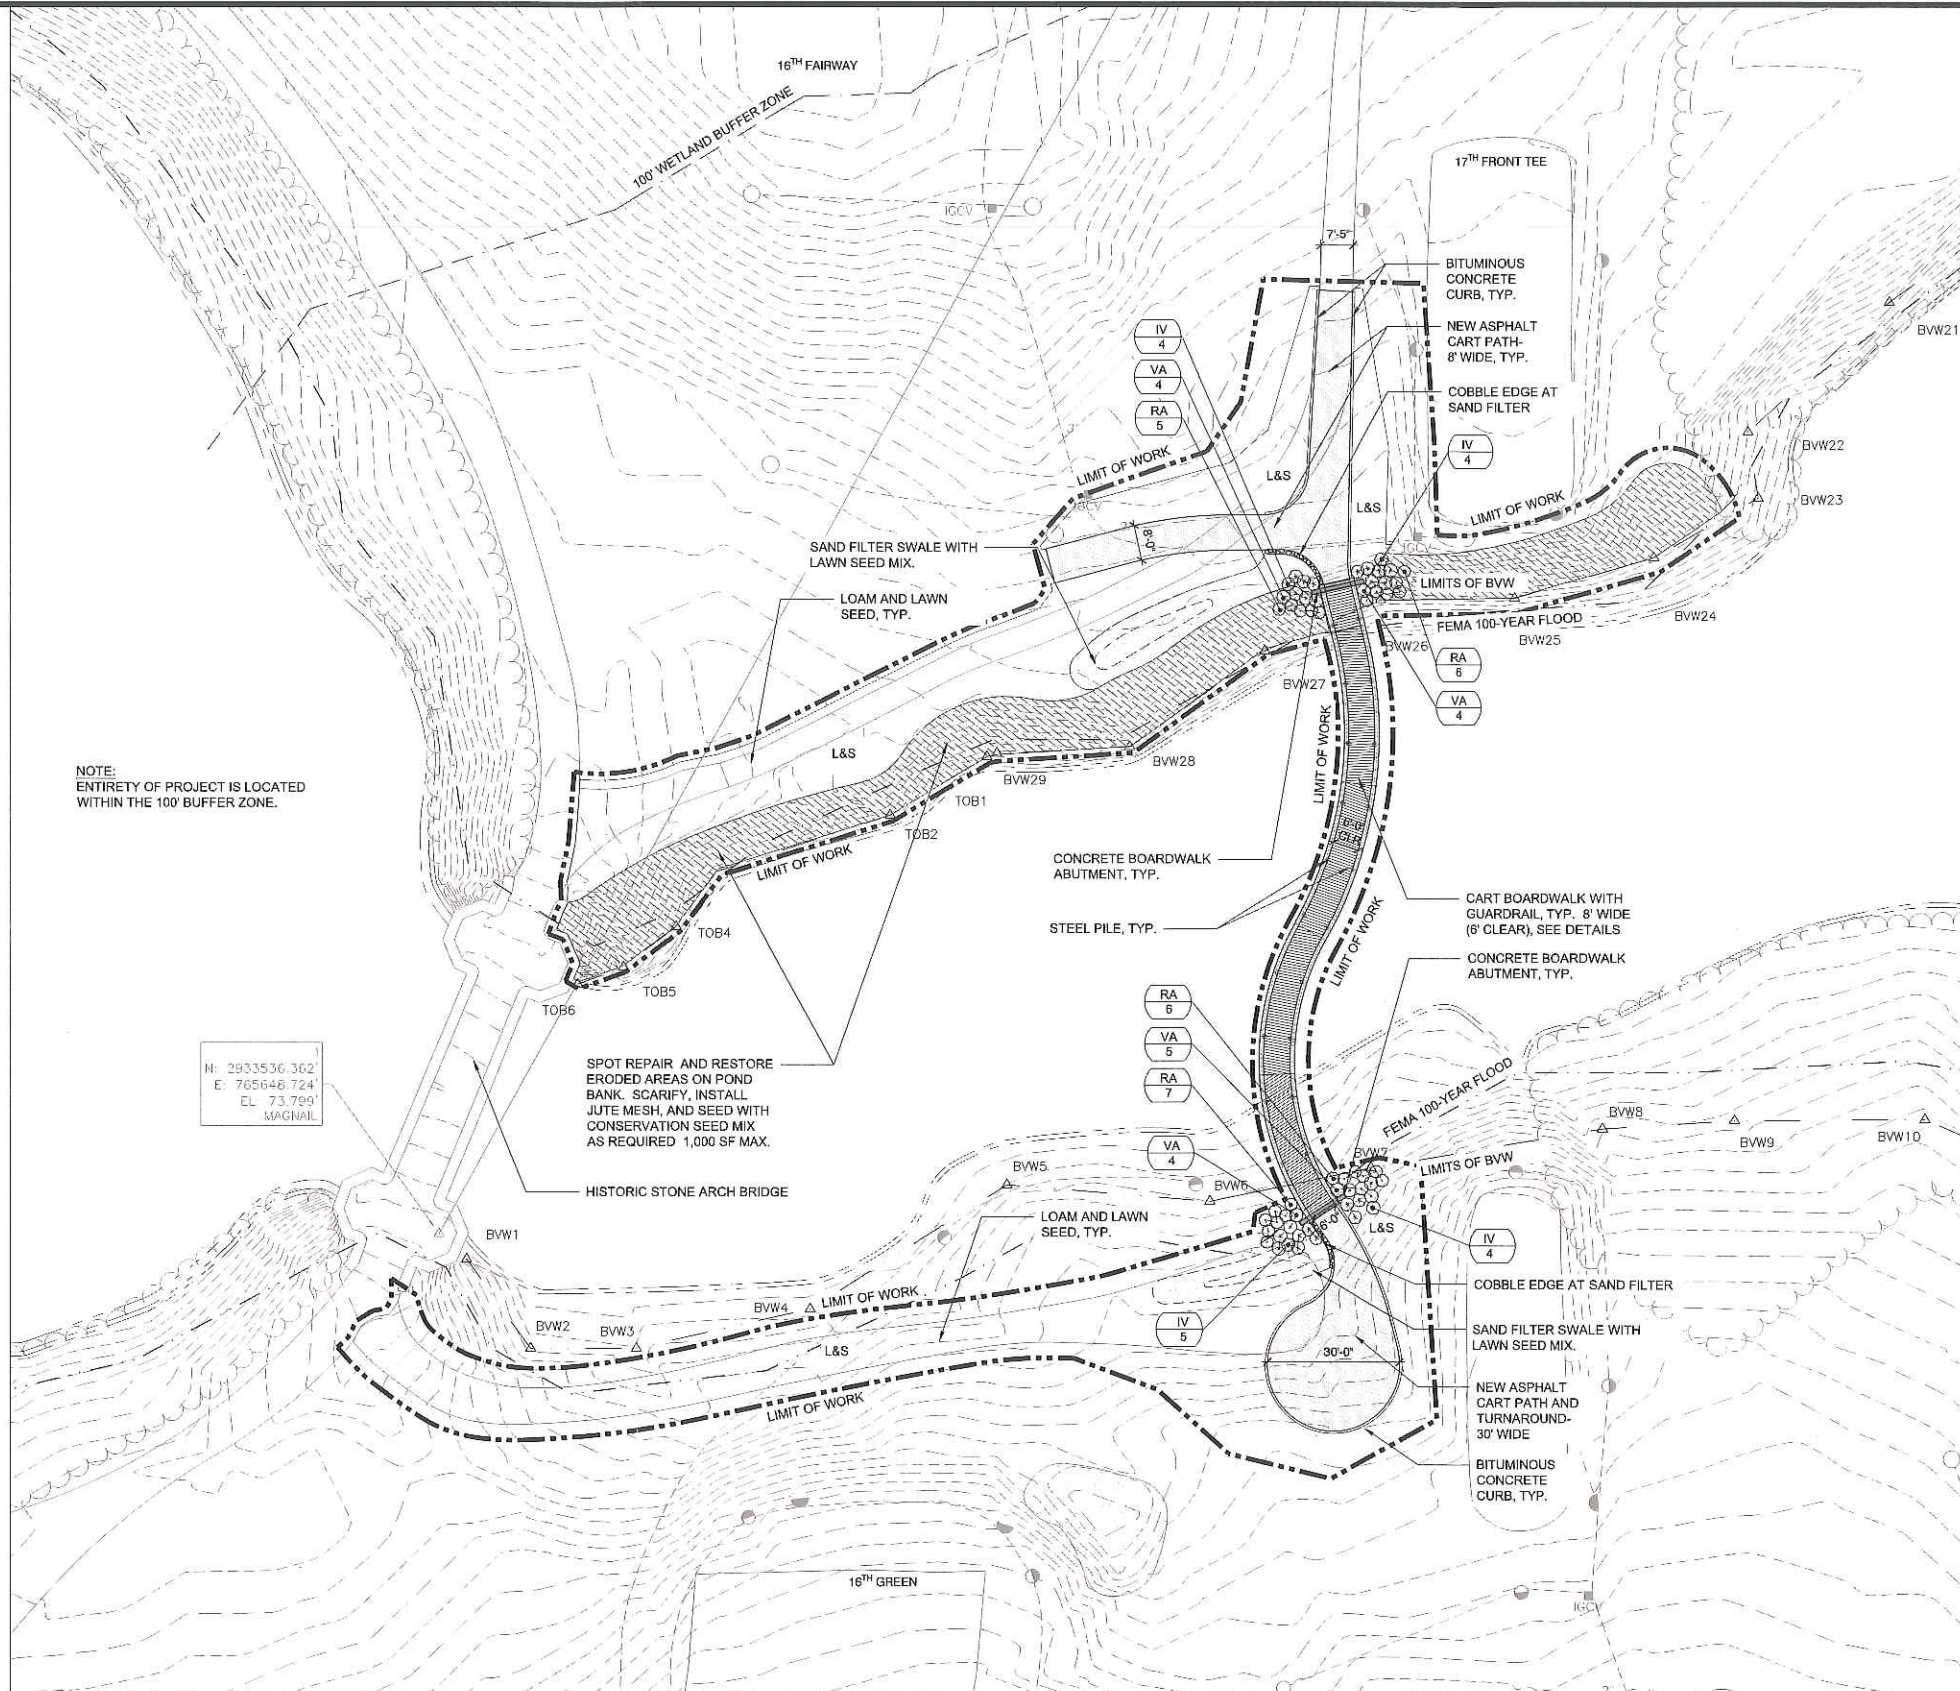 16TH FAIRWAY
100' WETLAND BUFFER ZONE
17TH FRONT TEE
IGCV
7'-5"
BITUMINOUS
CONCRETE
CURB, TYP.
NEW ASPHALT
CART PATH-
8' WIDE, TYP.
COBBLE EDGE AT
SAND FILTER
IV
4
VA
4
RA
5
IV
4
BVW21
BVW22
BVW23
LIMIT OF WORK
L&S
L&S
LIMIT OF WORK
8'-0"
IGCV
SAND FILTER SWALE WITH
LAWN SEED MIX.
LOAM AND LAWN
SEED, TYP.
LIMITS OF BVW
FEMA 100-YEAR FLOOD
BVW24
BVW25
BVW26
BVW27
RA
6
VA
4
L&S
BVW28
BVW29
TOB1
TOB2
LIMIT OF WORK
LIMIT OF WORK
NOTE:
ENTIRETY OF PROJECT IS LOCATED
WITHIN THE 100' BUFFER ZONE.
CONCRETE BOARDWALK
ABUTMENT, TYP.
STEEL PILE, TYP.
CLR
LIMIT OF WORK
CART BOARDWALK WITH
GUARDRAIL, TYP. 8' WIDE
(6' CLEAR), SEE DETAILS
CONCRETE BOARDWALK
ABUTMENT, TYP.
TOB4
TOB5
TOB6
1
N: 2933536.362'
E: 765648.724'
EL: 73.799'
MAGNAIL
SPOT REPAIR AND RESTORE
ERODED AREAS ON POND
BANK. SCARIFY, INSTALL
JUTE MESH, AND SEED WITH
CONSERVATION SEED MIX
AS REQUIRED 1,000 SF MAX.
HISTORIC STONE ARCH BRIDGE
RA
6
VA
5
RA
7
VA
4
FEMA 100-YEAR FLOOD
LIMITS OF BVW
BVW8
BVW9
BVW10
BVW7
BVW5
BVW6
LOAM AND LAWN
SEED, TYP.
6'-0"
L&S
IV
4
BVW1
BVW2
BVW3
BVW4
LIMIT OF WORK
L&S
LIMIT OF WORK
IV
5
COBBLE EDGE AT SAND FILTER
SAND FILTER SWALE WITH
LAWN SEED MIX.
30'-0"
NEW ASPHALT
CART PATH AND
TURNAROUND-
30' WIDE
BITUMINOUS
CONCRETE
CURB, TYP.
16TH GREEN
IGCV